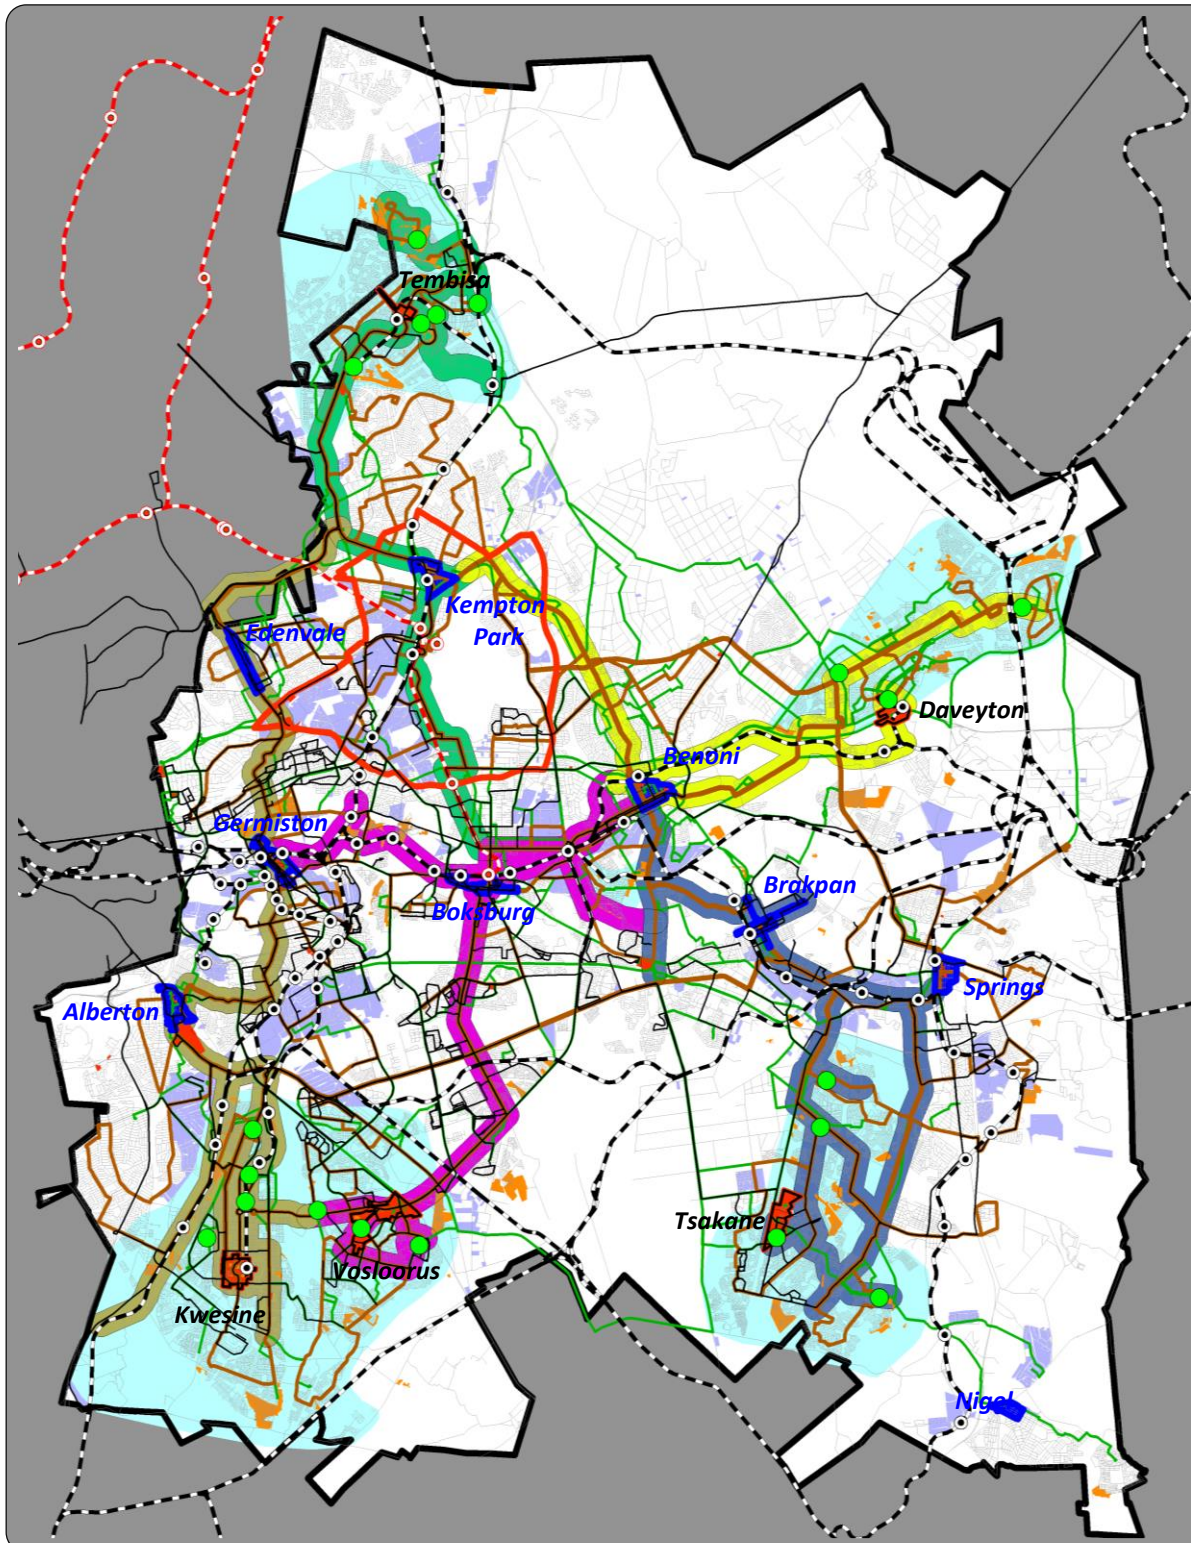 Tembisa
Kempton
Park
Edenvale
Daveyton
Benoni
Germiston
Brakpan
Boksburg
Springs
Alberton
Tsakane
Vosloorus
Kwesine
Nigel